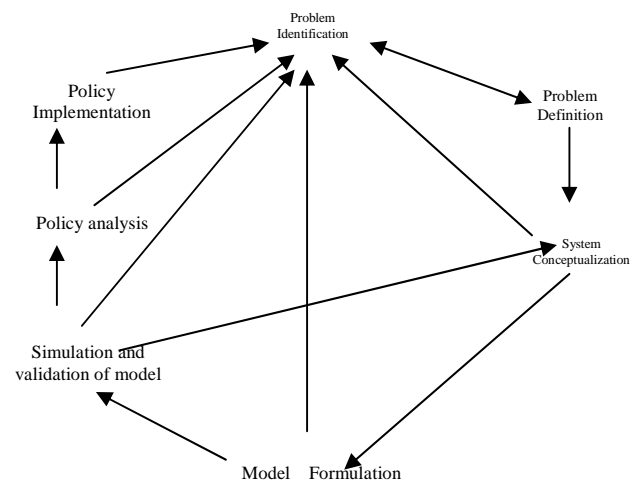 Problem
Identification
Policy
Implementation
Problem
Definition
Policy analysis
System
Conceptualization
Simulation and
validation of model
Model Formulation